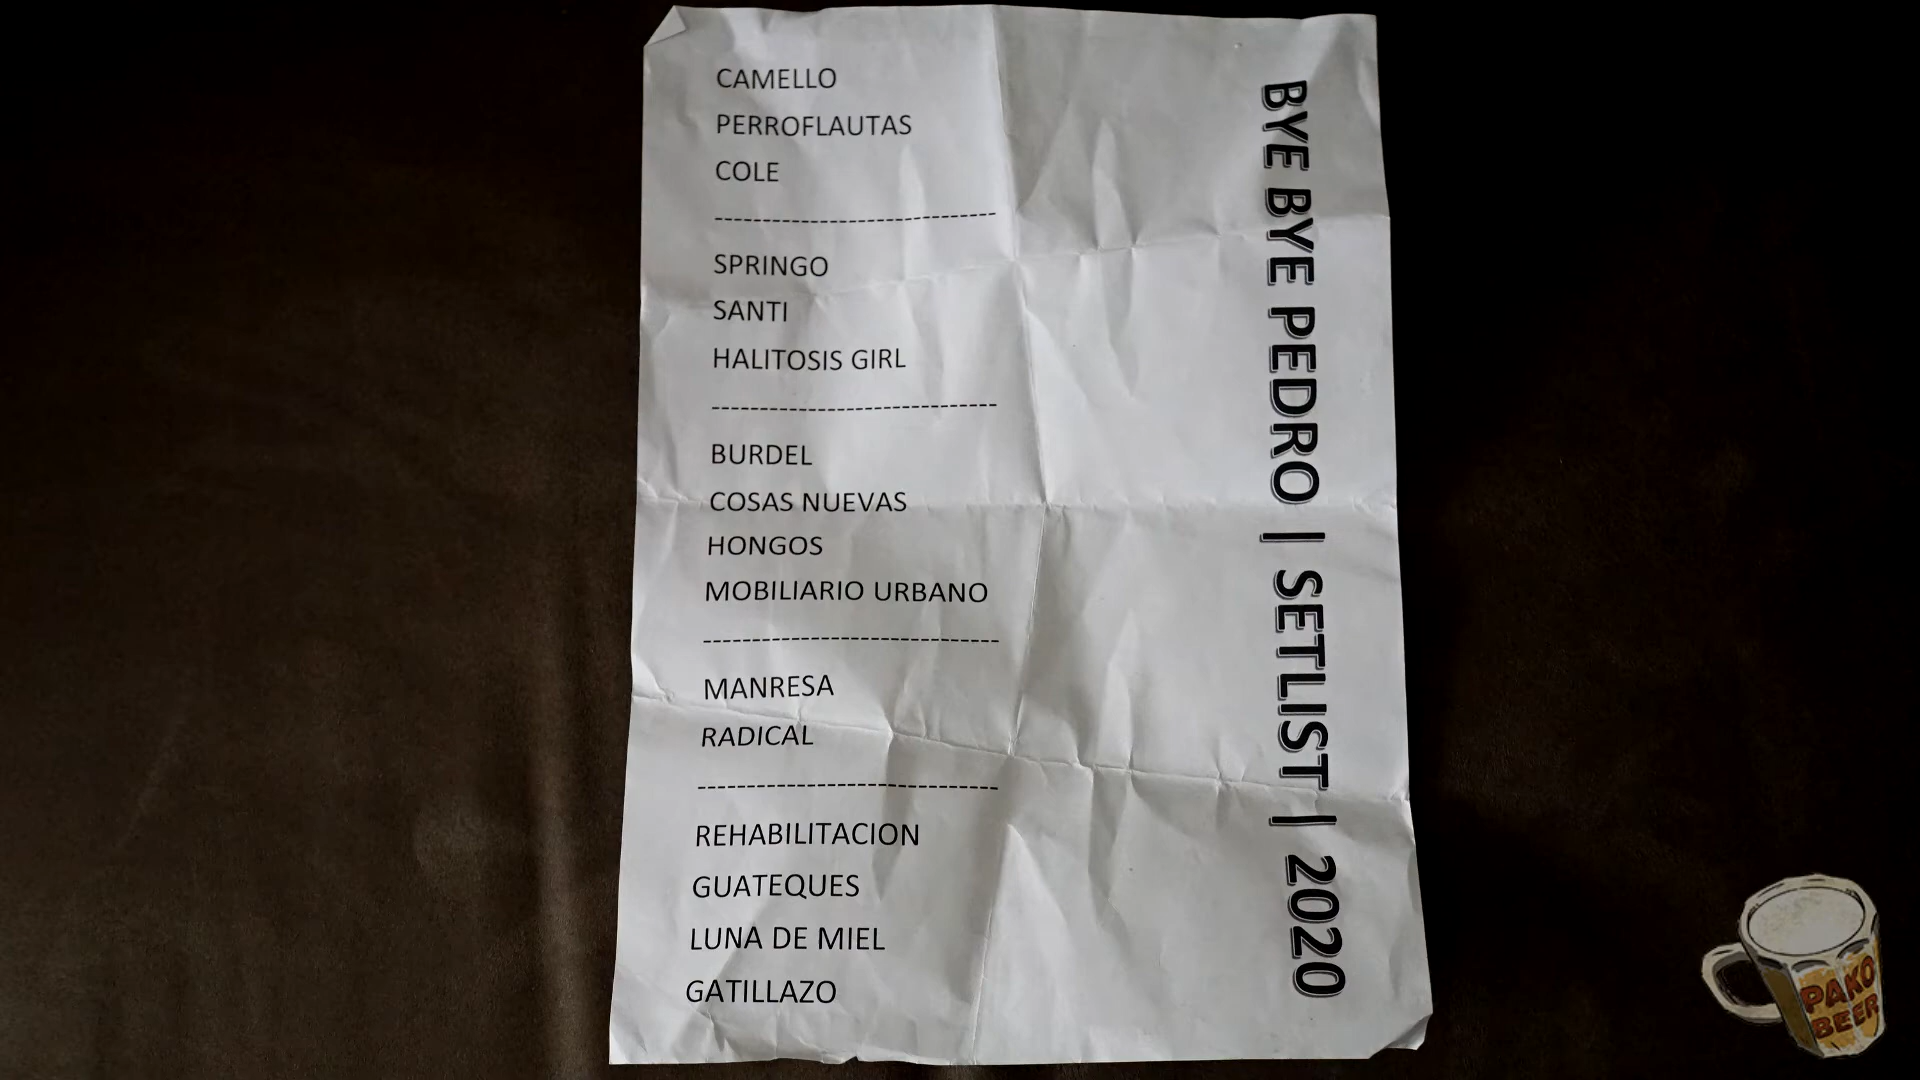 CAMELLO
PERROFLAUTAS
COLE
-----------------------------
SPRINGO
SANTI
HALITOSIS GIRL
-----------------------------
BURDEL
COSAS NUEVAS
HONGOS
MOBILIARIO URBANO
-----------------------------
MANRESA
RADICAL
-----------------------------
REHABILITACION
GUATEQUES
LUNA DE MIEL
GATILLAZO
BYE BYE PEDRO | SETLIST | 2020
PAKO
BEER